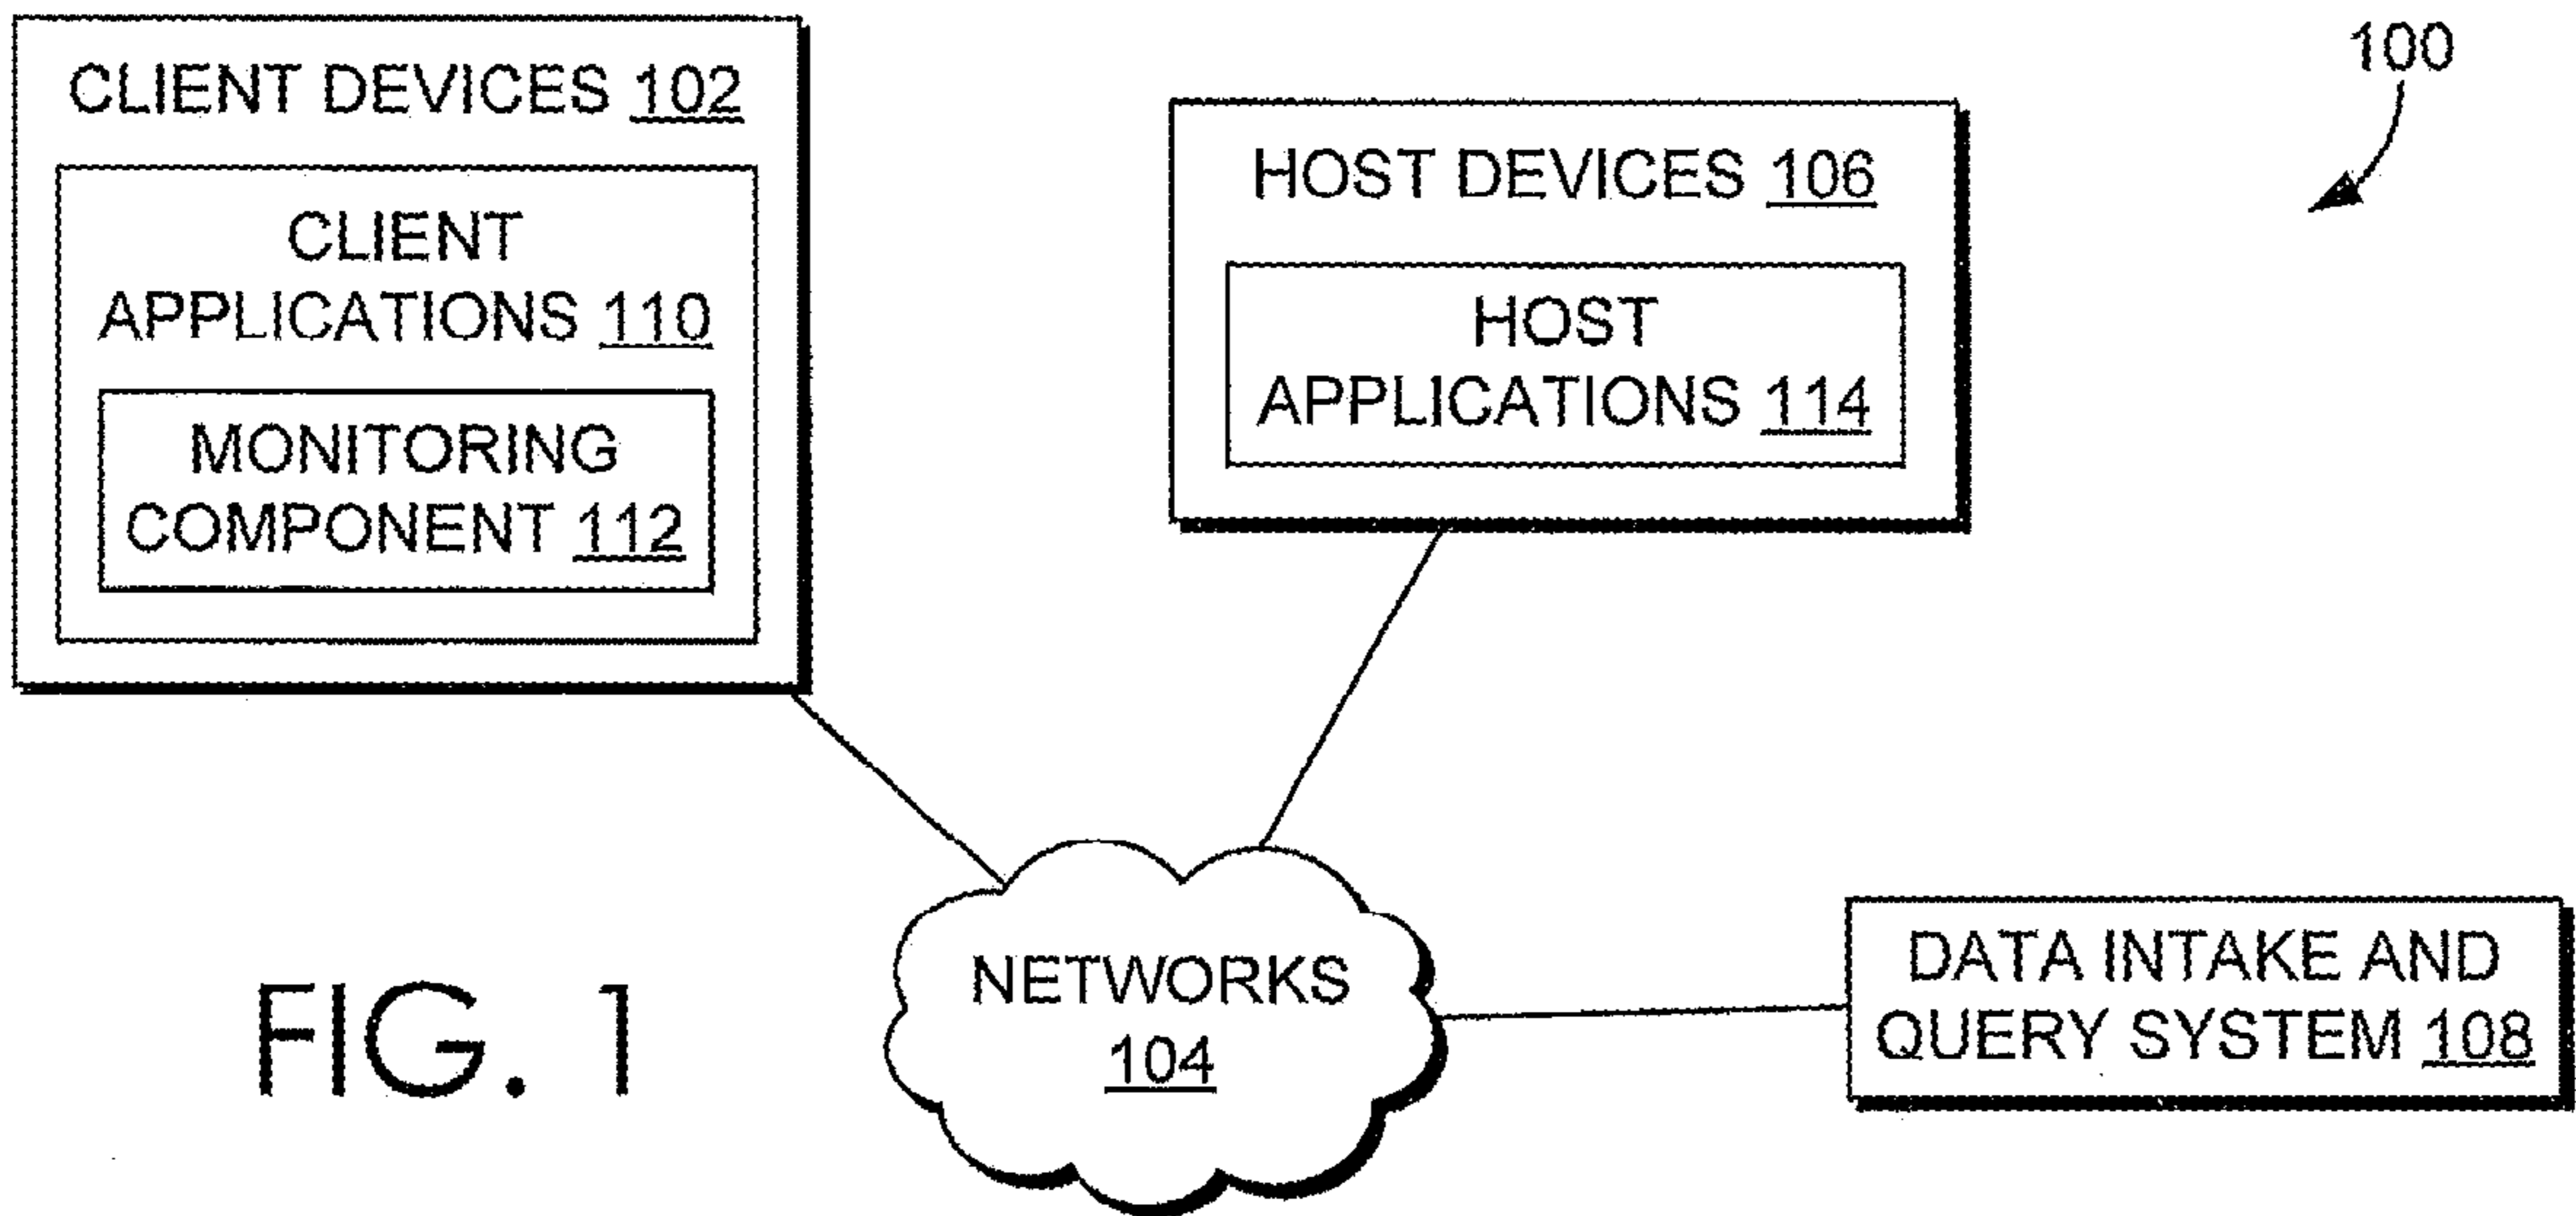 CLIENT DEVICES 102
CLIENT
APPLICATIONS 110
MONITORING
COMPONENT 112
HOST DEVICES 106
HOST
APPLICATIONS 114
100
NETWORKS
104
DATA INTAKE AND
QUERY SYSTEM 108
FIG. 1